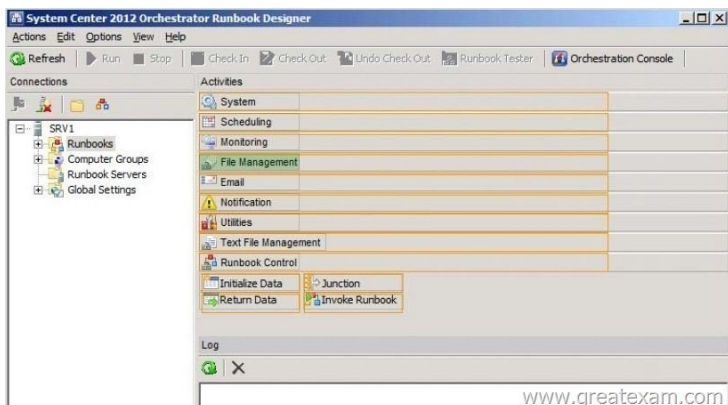 System Center 2012 Orchestrator Runbook Designer
Actions Edit Options View Help
Refresh Run Stop Check In Check Out Undo Check Out Runbook Tester Orchestration Console
Connections
SRV1
Runbooks
Computer Groups
Runbook Servers
Global Settings
Activities
System
Scheduling
Monitoring
File Management
Email
Notification
Utilities
Text File Management
Runbook Control
Initialize Data Junction
Return Data Invoke Runbook
Log
www.greatexam.com